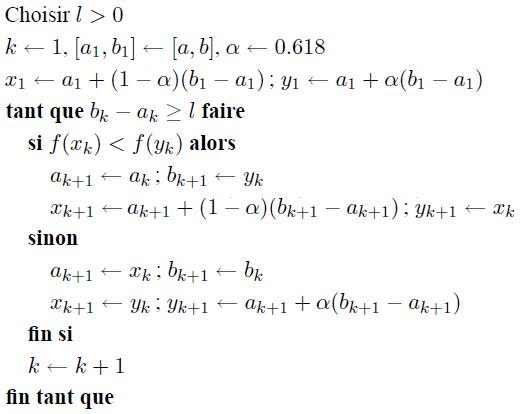 Choisir l > 0
k ← 1, [a₁, b₁] ← [a, b], α ← 0.618
x₁ ← a₁ + (1 − α)(b₁ − a₁) ; y₁ ← a₁ + α(b₁ − a₁)
tant que bₖ − aₖ ≥ l faire
si f(xₖ) < f(yₖ) alors
aₖ₊₁ ← aₖ ; bₖ₊₁ ← yₖ
xₖ₊₁ ← aₖ₊₁ + (1 − α)(bₖ₊₁ − aₖ₊₁) ; yₖ₊₁ ← xₖ
sinon
aₖ₊₁ ← xₖ ; bₖ₊₁ ← bₖ
xₖ₊₁ ← yₖ ; yₖ₊₁ ← aₖ₊₁ + α(bₖ₊₁ − aₖ₊₁)
fin si
k ← k + 1
fin tant que